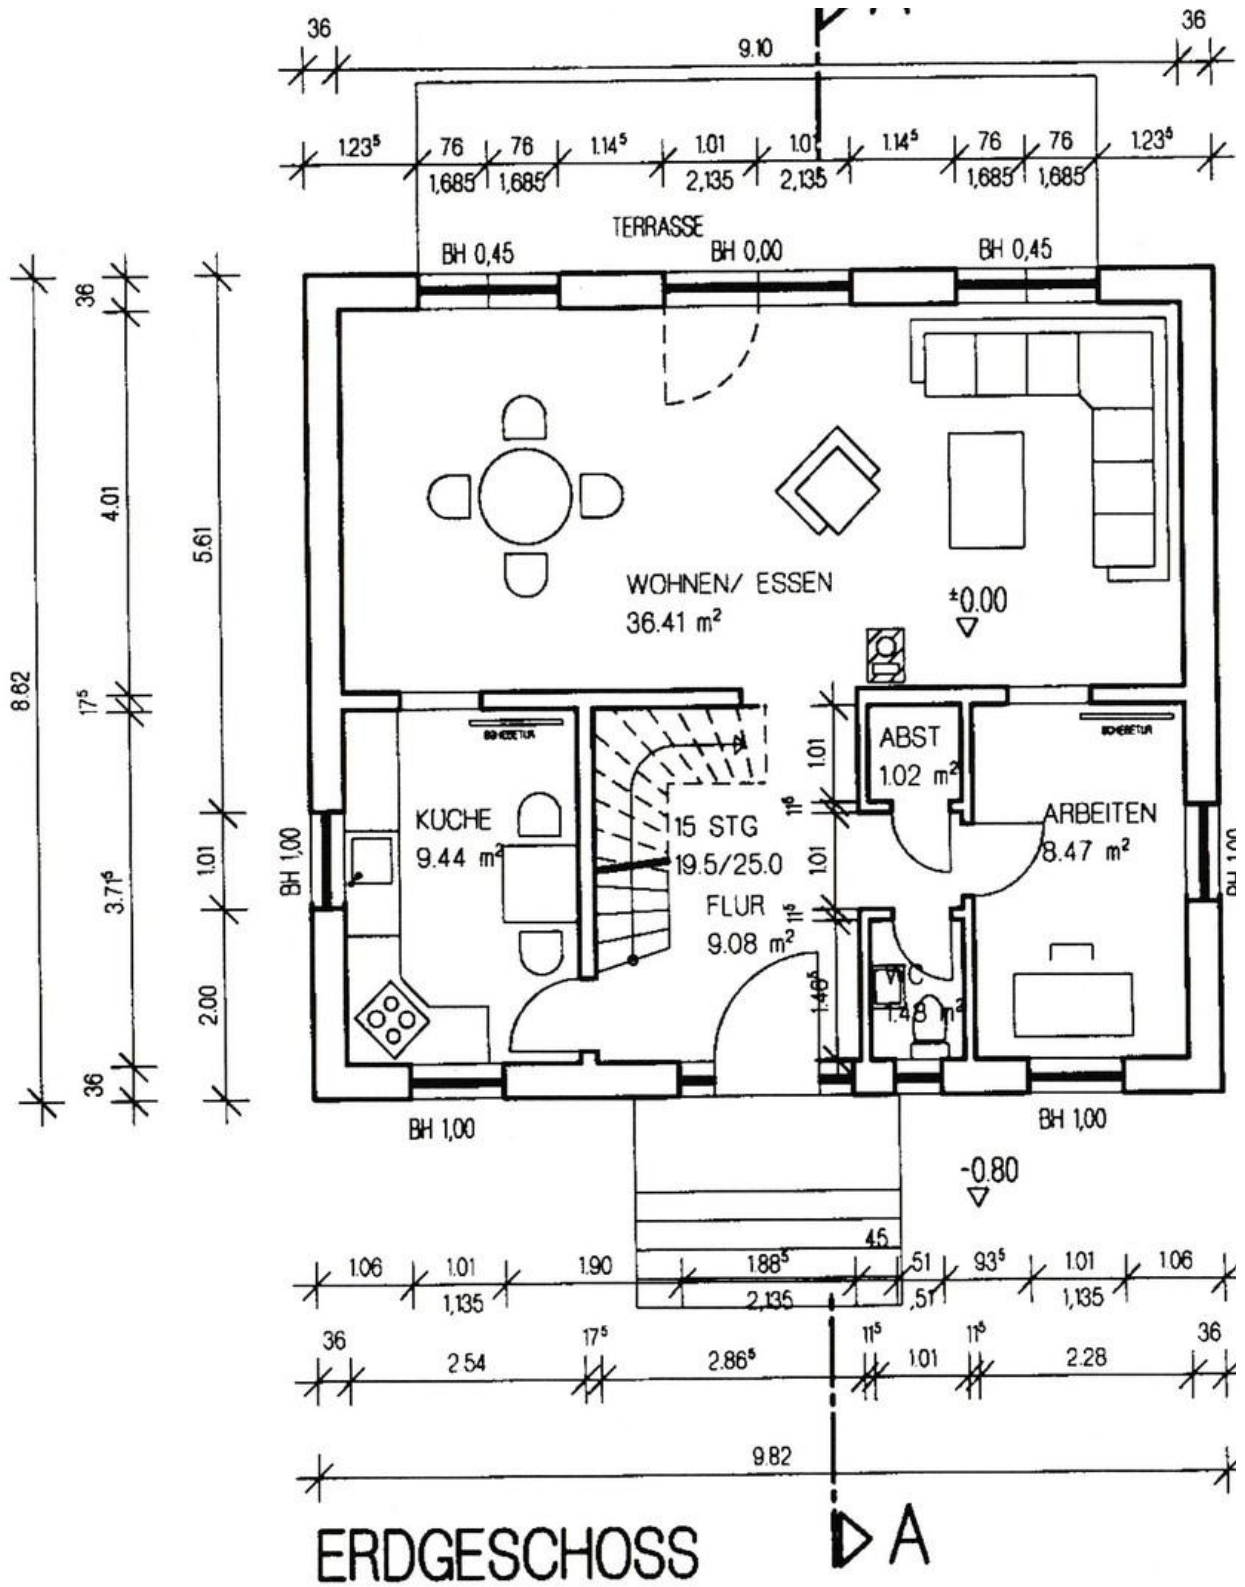 A
36
9.10
36
1.23⁵
76
76
1.14⁵
1.01
1.01
1.14⁵
76
76
1.23⁵
1,685
1,685
2,135
2,135
1,685
1,685
TERRASSE
BH 0,45
BH 0,00
BH 0,45
36
4.01
5.61
8.62
17⁵
WOHNEN/ ESSEN
36.41 m²
±0.00
ABST
1.02 m²
1.01
11⁵
KÜCHE
9.44 m²
15 STG
19.5/25.0
FLUR
9.08 m²
1.01
11⁵
ARBEITEN
8.47 m²
BH 1,00
1.01
3.71⁵
BH 1,00
2.00
36
1.46⁵
WC
1.48 m²
BH 1,00
BH 1,00
-0.80
1.06
1.01
1.90
1.88⁵
45
51
93⁵
1.01
1.06
1,135
2,135
,51
1,135
36
2.54
17⁵
2.86⁵
11⁵
1.01
11⁵
2.28
36
9.82
ERDGESCHOSS
A